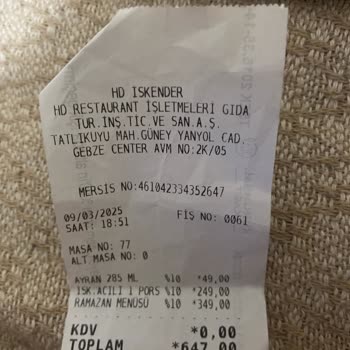 HD ISKENDER
HD RESTAURANT İŞLETMELERİ GIDA
TUR.INŞ.TİC.VE SAN.A.Ş.
TATLIKUYU MAH.GÜNEY YANYOL CAD.
GEBZE CENTER AVM NO:2K/05
MERSIS NO:461042334352647
09/03/2025 FİŞ NO: 0061
SAAT: 18:51
MASA NO: 77
ALT MASA NO: 0
AYRAN 285 ML %10 *49,00
ISK.ACILI 1 PORS %10 *249,00
RAMAZAN MENÜSÜ %10 *349,00
KDV *0,00
TOPLAM *647,00